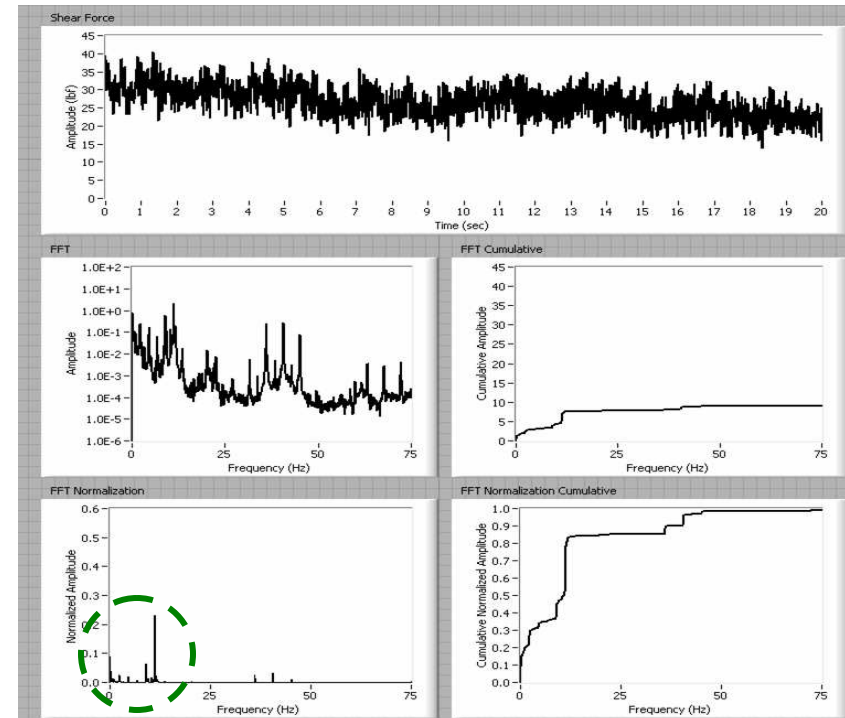 Shear Force
45
40
35
30
25
20
15
10
5
0
Amplitude (lbf)
0 1 2 3 4 5 6 7 8 9 10 11 12 13 14 15 16 17 18 19 20
Time (sec)
FFT
1.0E+2
1.0E+1
1.0E+0
1.0E-1
1.0E-2
1.0E-3
1.0E-4
1.0E-5
1.0E-6
Amplitude
0 25 50 75
Frequency (Hz)
FFT Cumulative
45
40
35
30
25
20
15
10
5
0
Cumulative Amplitude
0 25 50 75
Frequency (Hz)
FFT Normalization
0.6
0.5
0.4
0.3
0.2
0.1
0.0
Normalized Amplitude
0 25 50 75
Frequency (Hz)
FFT Normalization Cumulative
1.0
0.9
0.8
0.7
0.6
0.5
0.4
0.3
0.2
0.1
0.0
Cumulative Normalized Amplitude
0 25 50 75
Frequency (Hz)